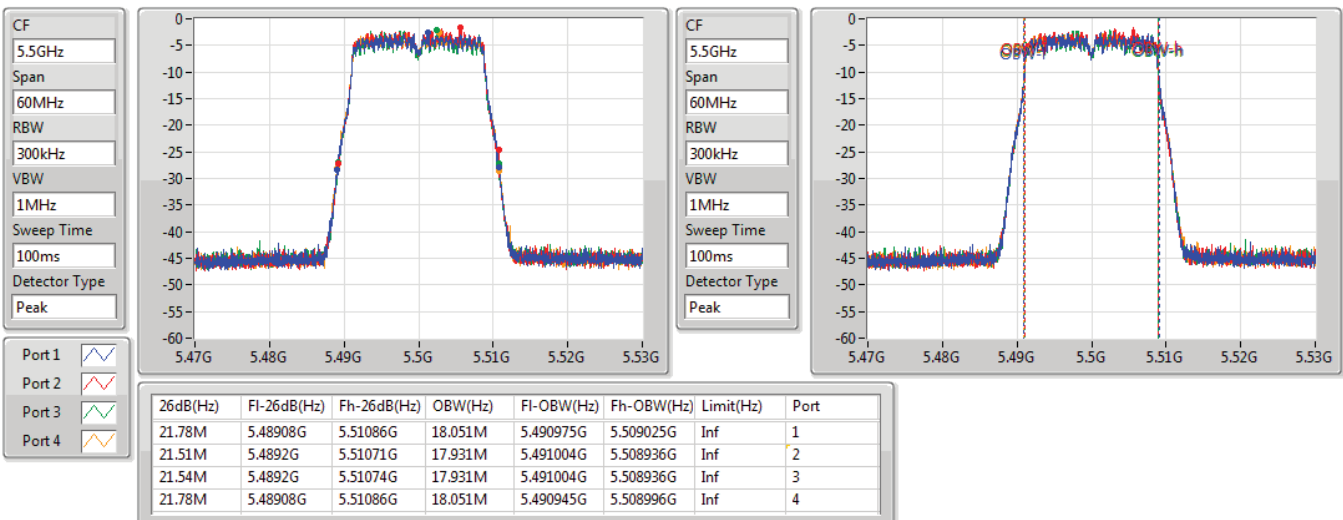 CF
5.5GHz
Span
60MHz
RBW
300kHz
VBW
1MHz
Sweep Time
100ms
Detector Type
Peak
Port 1
Port 2
Port 3
Port 4
0
-5
-10
-15
-20
-25
-30
-35
-40
-45
-50
-55
-60
5.47G 5.48G 5.49G 5.5G 5.51G 5.52G 5.53G
CF
5.5GHz
Span
60MHz
RBW
300kHz
VBW
1MHz
Sweep Time
100ms
Detector Type
Peak
0
-5
-10
-15
-20
-25
-30
-35
-40
-45
-50
-55
-60
OBW-h
5.47G 5.48G 5.49G 5.5G 5.51G 5.52G 5.53G
26dB(Hz) Fl-26dB(Hz) Fh-26dB(Hz) OBW(Hz) Fl-OBW(Hz) Fh-OBW(Hz) Limit(Hz) Port
21.78M 5.48908G 5.51086G 18.051M 5.490975G 5.509025G Inf 1
21.51M 5.4892G 5.51071G 17.931M 5.491004G 5.508936G Inf 2
21.54M 5.4892G 5.51074G 17.931M 5.491004G 5.508936G Inf 3
21.78M 5.48908G 5.51086G 18.051M 5.490945G 5.508996G Inf 4